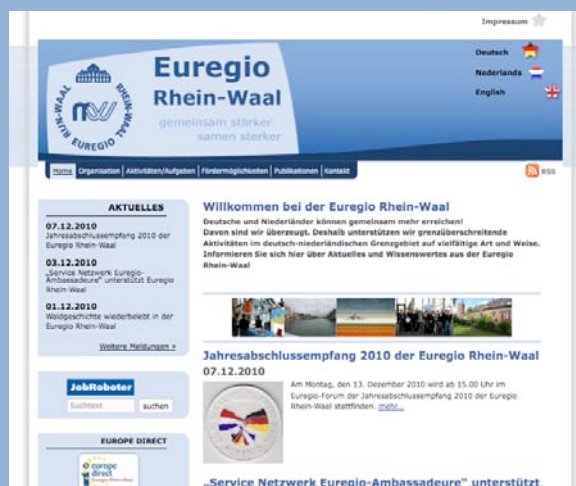 Impressum
Deutsch
Nederlands
English
Euregio
Rhein-Waal
gemeinsam stärker
samen sterker
RIJN-WAAL
RHEIN-WAAL
EUREGIO
Home | Organisation | Aktivitäten/Aufgaben | Fördermöglichkeiten | Publikationen | Kontakt
RSS
AKTUELLES
07.12.2010
Jahresabschlussempfang 2010 der
Euregio Rhein-Waal
03.12.2010
„Service Netzwerk Euregio-
Ambassadeure" unterstützt Euregio
Rhein-Waal
01.12.2010
Waldgeschichte wiederbelebt in der
Euregio Rhein-Waal
Weitere Meldungen »
JobRoboter
Suchtext
suchen
EUROPE DIRECT
europe
direct
Willkommen bei der Euregio Rhein-Waal
Deutsche und Niederländer können gemeinsam mehr erreichen!
Davon sind wir überzeugt. Deshalb unterstützen wir grenzüberschreitende
Aktivitäten im deutsch-niederländischen Grenzgebiet auf vielfältige Art und Weise.
Informieren Sie sich hier über Aktuelles und Wissenswertes aus der Euregio
Rhein-Waal
Jahresabschlussempfang 2010 der Euregio Rhein-Waal
07.12.2010
Am Montag, den 13. Dezember 2010 wird ab 15.00 Uhr im
Euregio-Forum der Jahresabschlussempfang 2010 der Euregio
Rhein-Waal stattfinden. mehr...
„Service Netzwerk Euregio-Ambassadeure" unterstützt